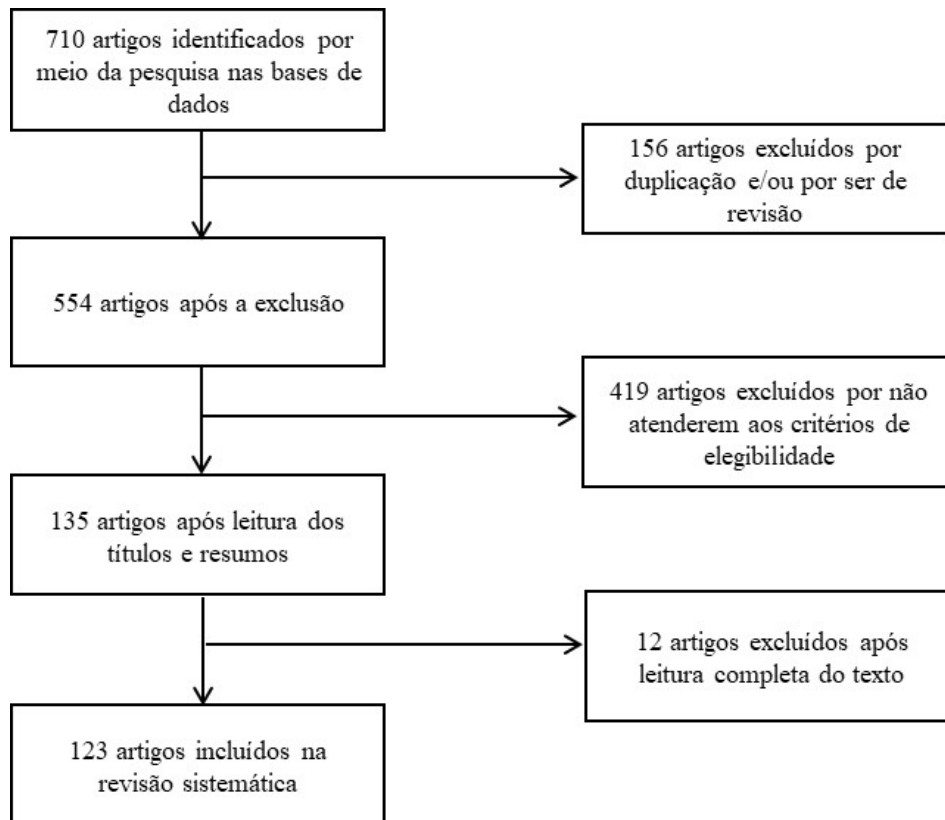 710 artigos identificados por
meio da pesquisa nas bases de
dados
156 artigos excluídos por
duplicação e/ou por ser de
revisão
554 artigos após a exclusão
419 artigos excluídos por não
atenderem aos critérios de
elegibilidade
135 artigos após leitura dos
títulos e resumos
12 artigos excluídos após
leitura completa do texto
123 artigos incluídos na
revisão sistemática